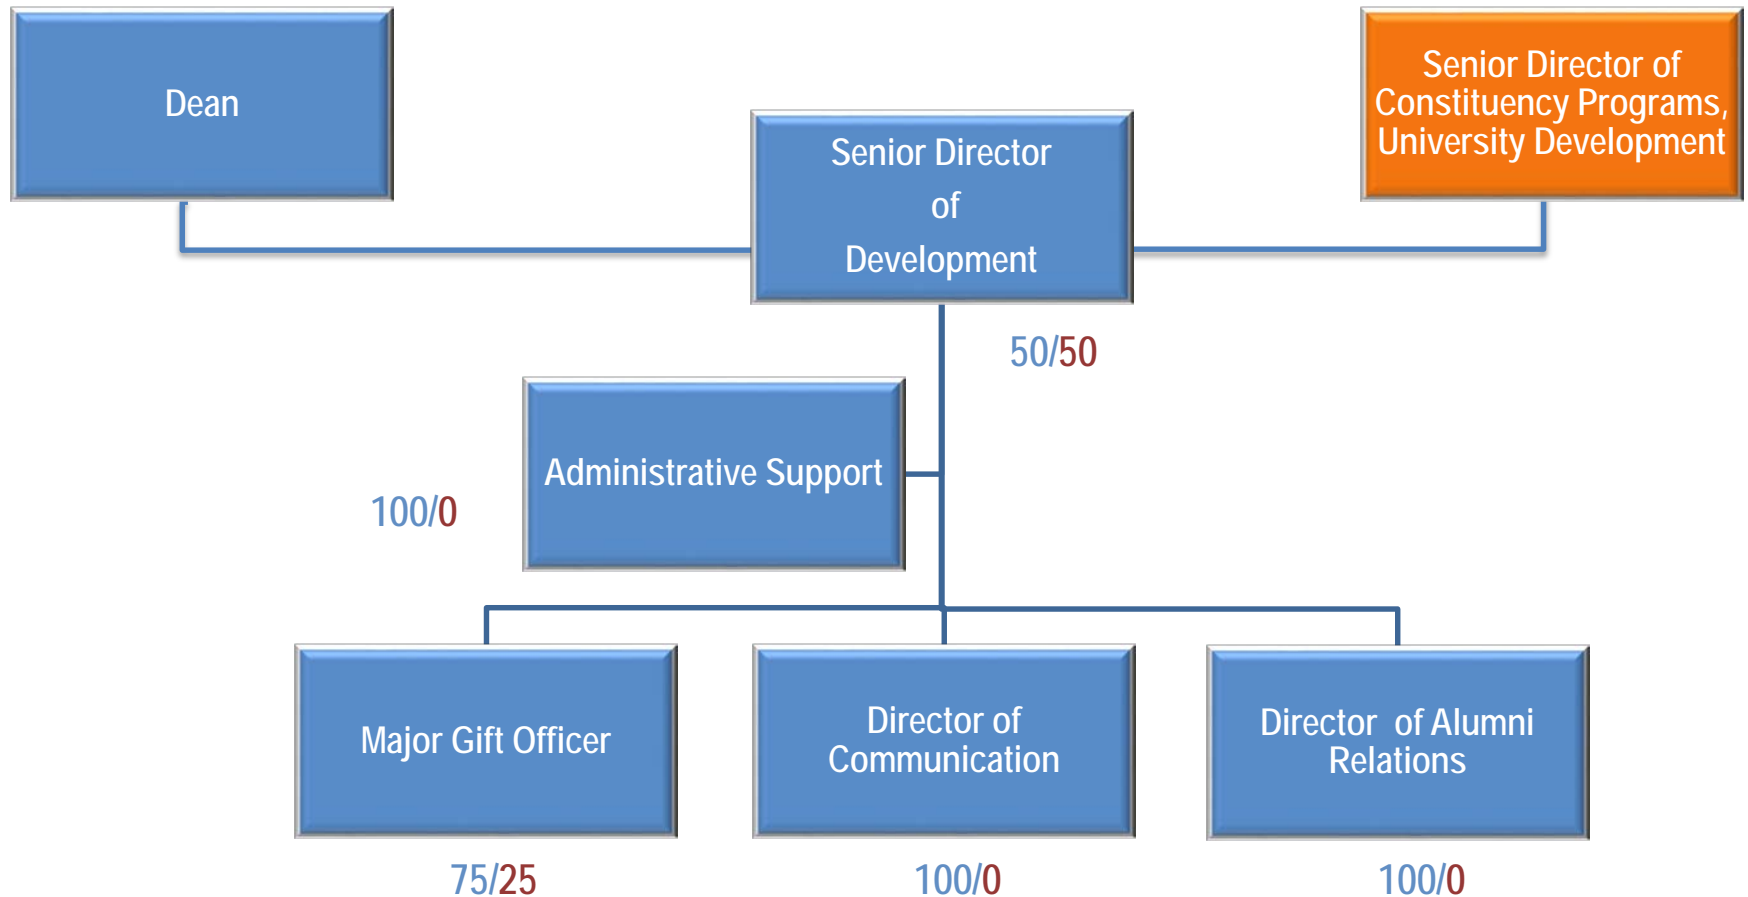 Dean
Senior Director
of
Development
Senior Director of
Constituency Programs,
University Development
50/50
Administrative Support
100/0
Major Gift Officer
Director of
Communication
Director of Alumni
Relations
75/25
100/0
100/0